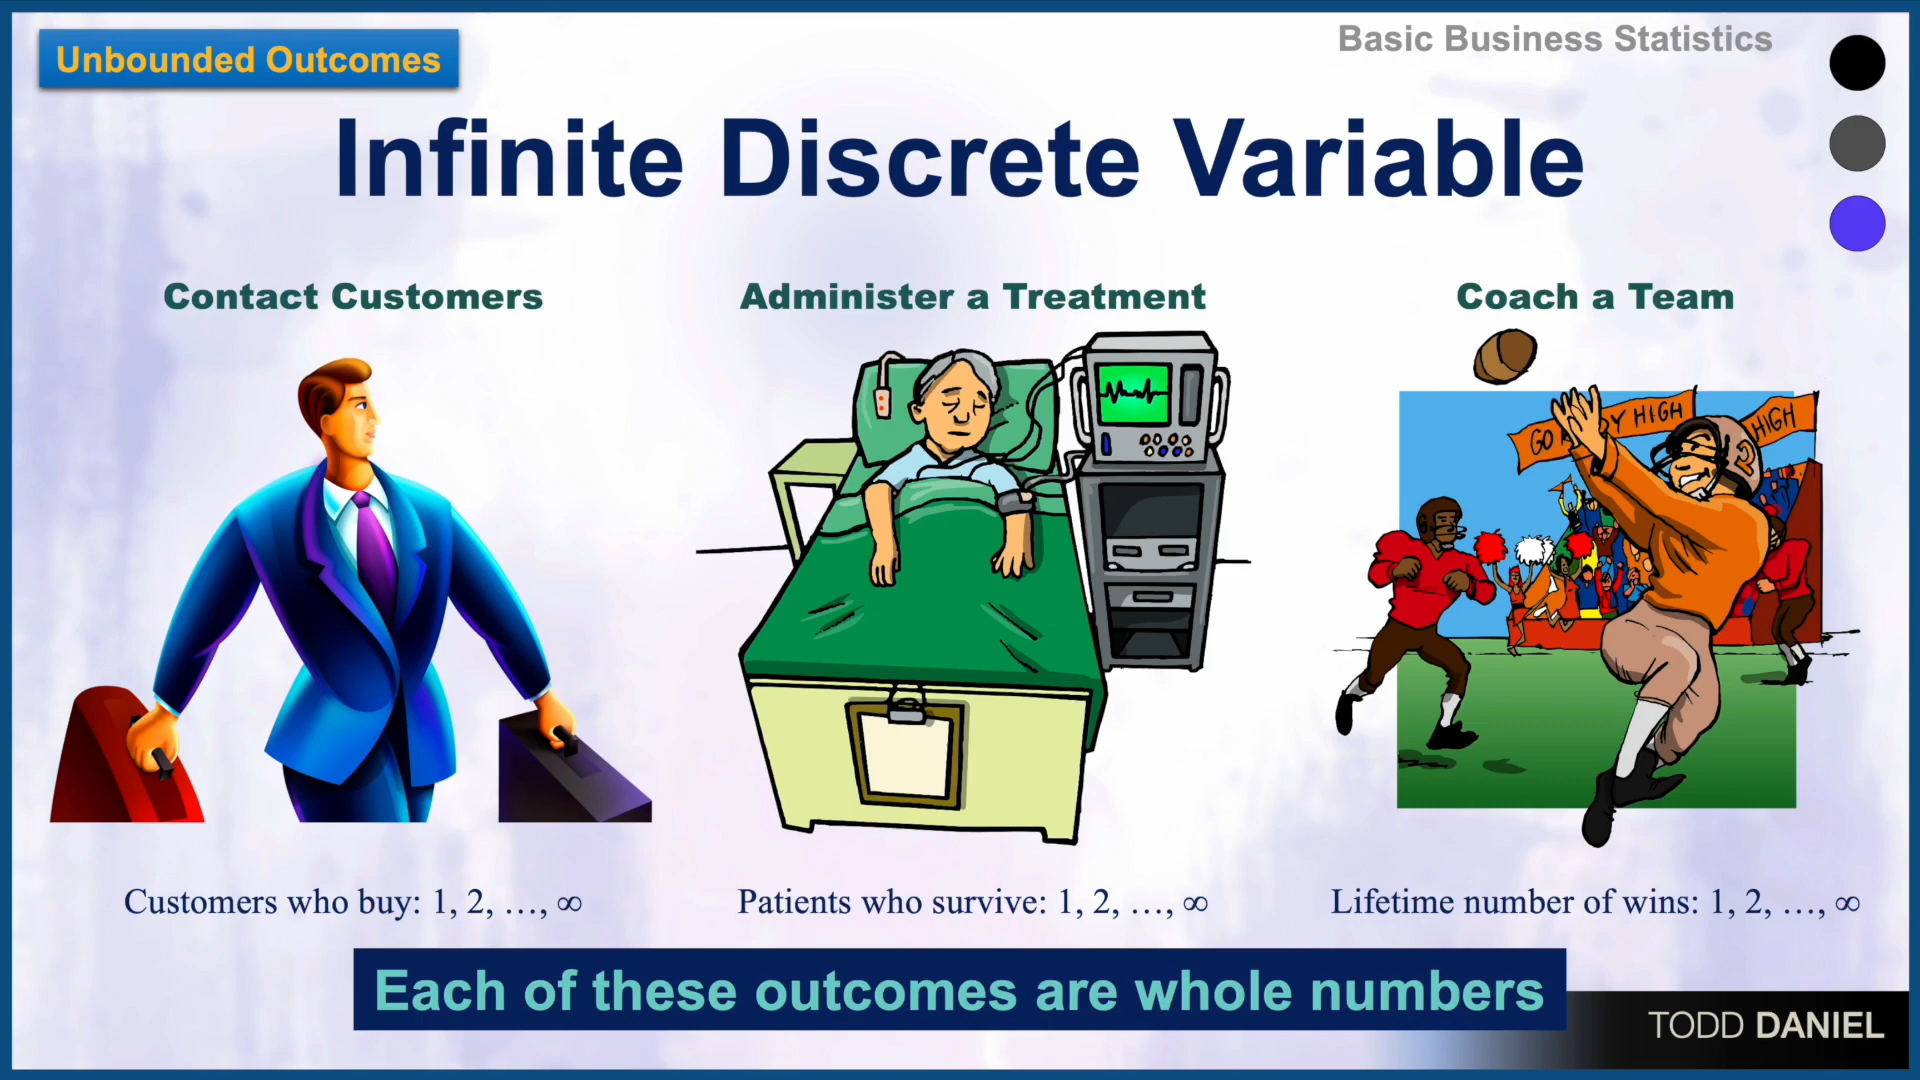 Unbounded Outcomes
Basic Business Statistics
Infinite Discrete Variable
Contact Customers
Administer a Treatment
Coach a Team
GO
Y HIGH
HIGH
Customers who buy: 1, 2, …, ∞
Patients who survive: 1, 2, …, ∞
Lifetime number of wins: 1, 2, …, ∞
Each of these outcomes are whole numbers
TODD DANIEL